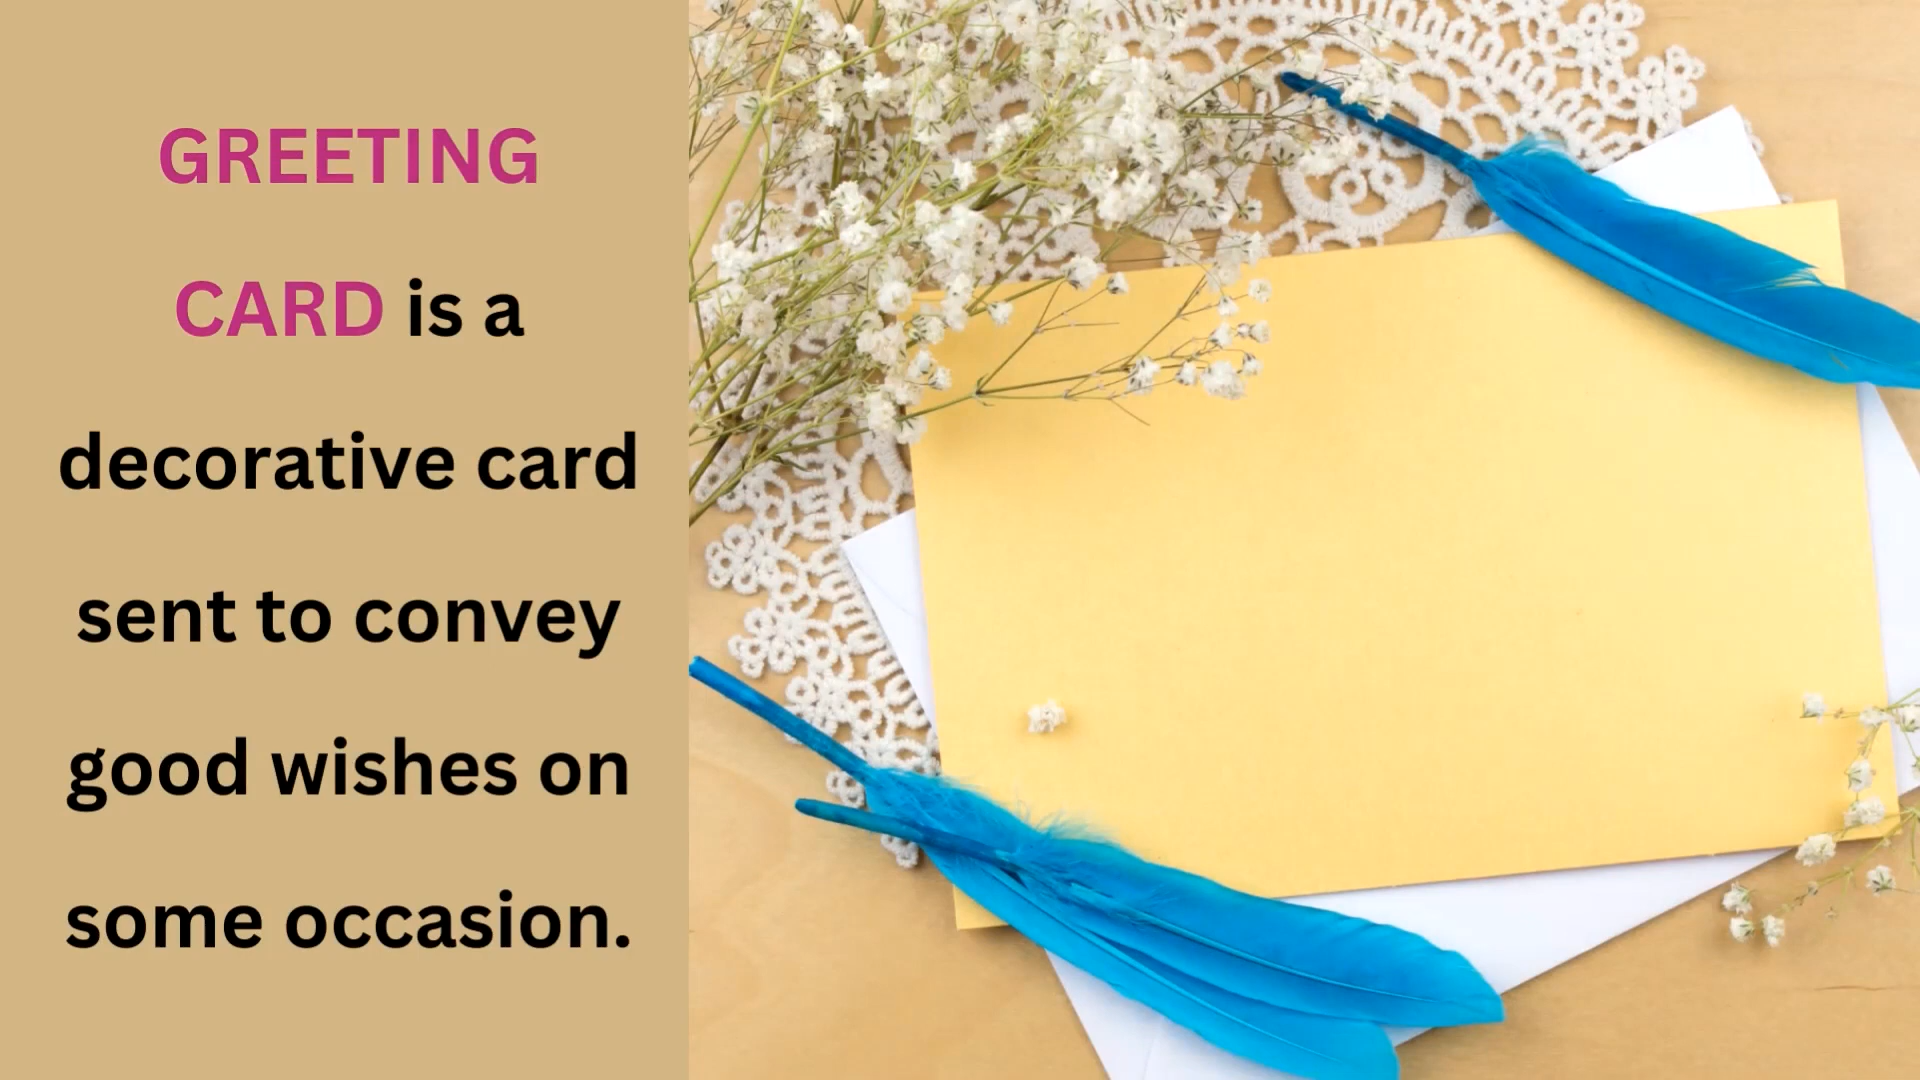 GREETING
CARD is a
decorative card
sent to convey
good wishes on
some occasion.